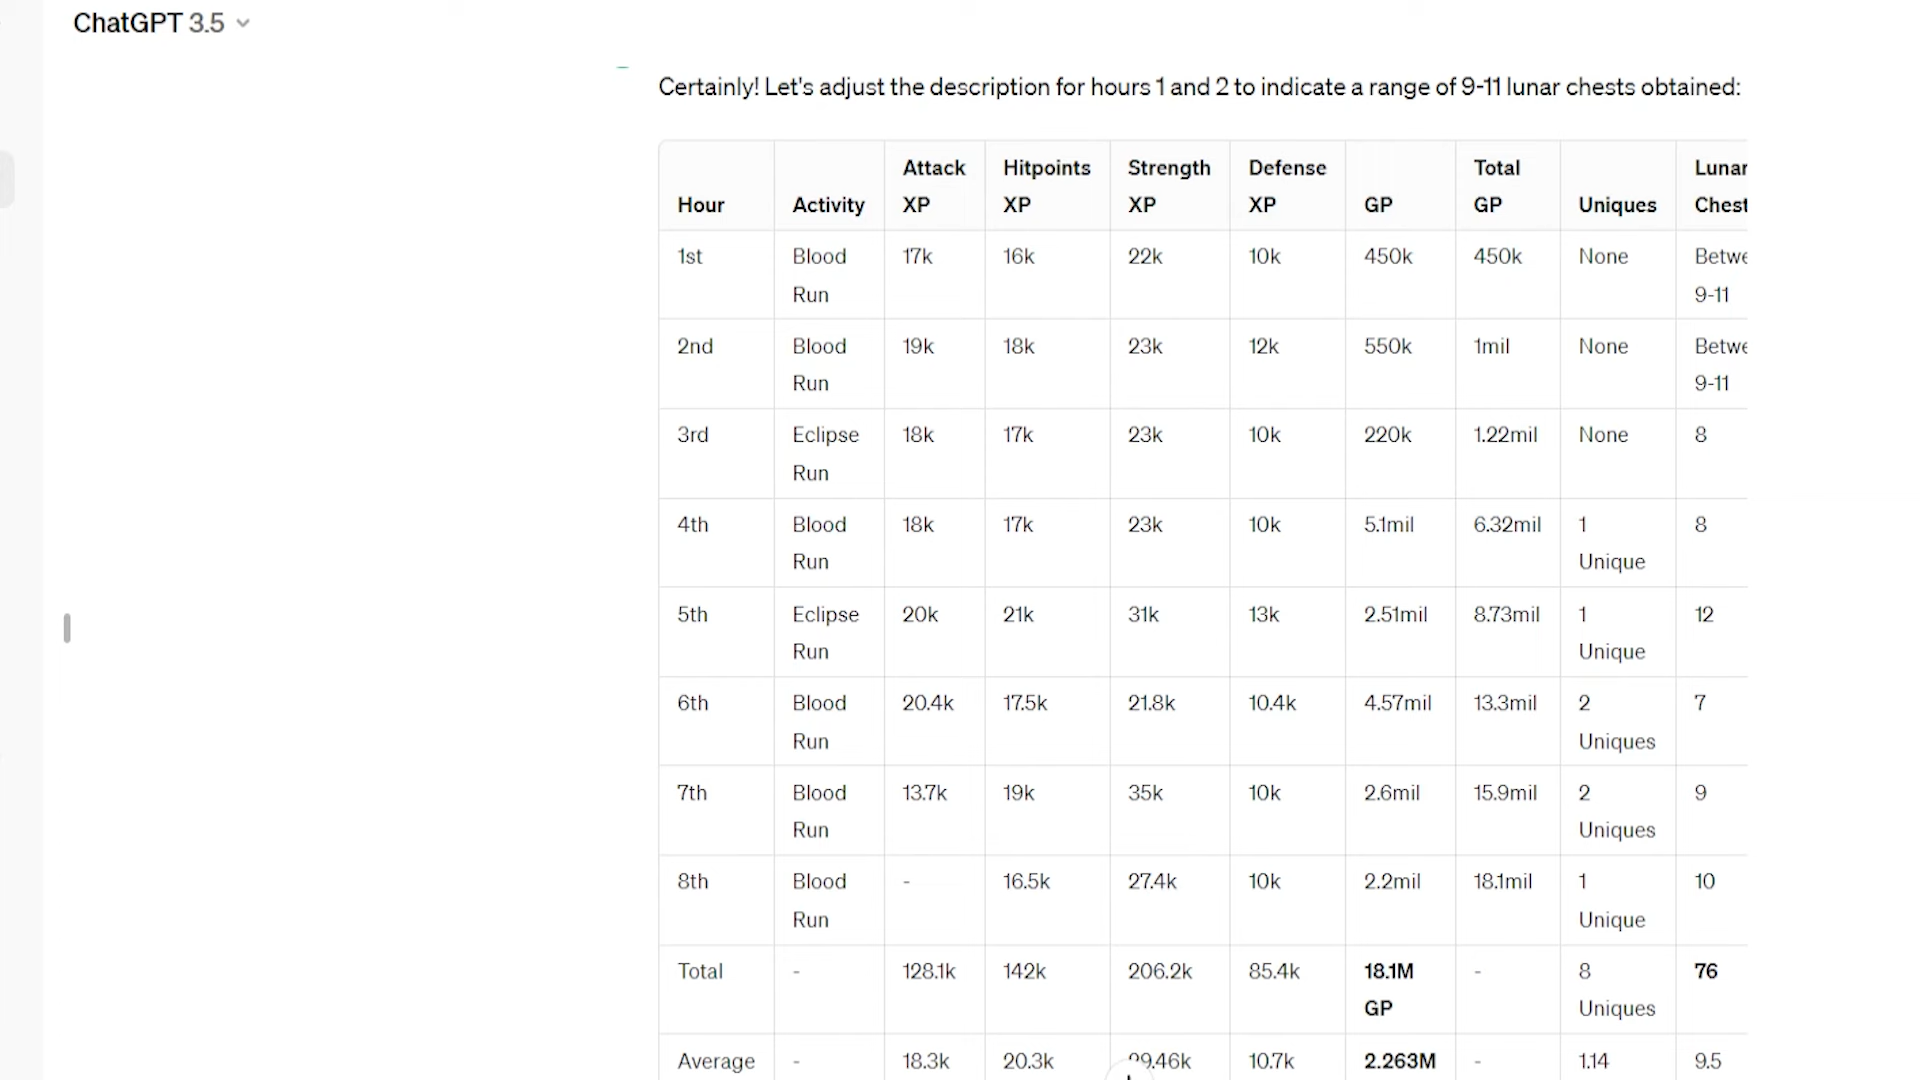 ChatGPT 3.5
Certainly! Let's adjust the description for hours 1 and 2 to indicate a range of 9-11 lunar chests obtained:
Hour Activity Attack XP Hitpoints XP Strength XP Defense XP GP Total GP Uniques Lunar Chest
1st Blood Run 17k 16k 22k 10k 450k 450k None Betwe 9-11
2nd Blood Run 19k 18k 23k 12k 550k 1mil None Betwe 9-11
3rd Eclipse Run 18k 17k 23k 10k 220k 1.22mil None 8
4th Blood Run 18k 17k 23k 10k 5.1mil 6.32mil 1 Unique 8
5th Eclipse Run 20k 21k 31k 13k 2.51mil 8.73mil 1 Unique 12
6th Blood Run 20.4k 17.5k 21.8k 10.4k 4.57mil 13.3mil 2 Uniques 7
7th Blood Run 13.7k 19k 35k 10k 2.6mil 15.9mil 2 Uniques 9
8th Blood Run - 16.5k 27.4k 10k 2.2mil 18.1mil 1 Unique 10
Total - 128.1k 142k 206.2k 85.4k 18.1M GP - 8 Uniques 76
Average - 18.3k 20.3k 10.7k 2.263M - 1.14 9.5